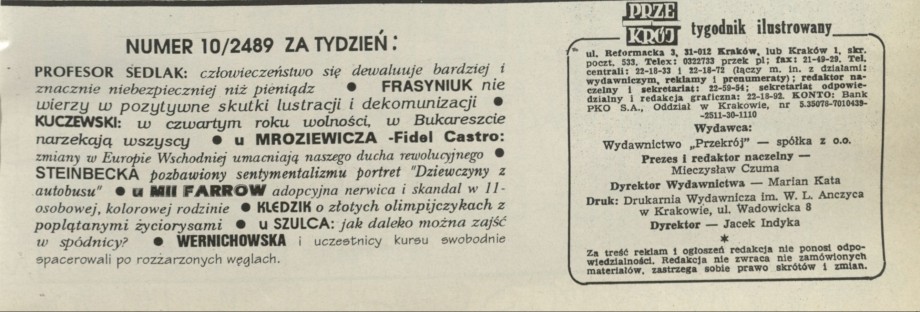 NUMER 10/2489 ZA TYDZIEŃ:
PROFESOR SEDLAK: człowieczeństwo się dewaluuje bardziej i
znacznie niebezpieczniej niż pieniądz ● FRASYNIUK nie
wierzy w pozytywne skutki lustracji i dekomunizacji ●
KUCZEWSKI: w czwartym roku wolności, w Bukareszcie
narzekają wszyscy ● u MROZIEWICZA -Fidel Castro:
zmiany w Europie Wschodniej umacniają naszego ducha rewolucyjnego ●
STEINBECKA pozbawiony sentymentalizmu portret "Dziewczyny z
autobusu" ● u MII FARROW adopcyjna nerwica i skandal w 11-
osobowej, kolorowej rodzinie ● KŁĘDZIK o złotych olimpijczykach z
poplątanymi życiorysami ● u SZULCA: jak daleko można zajść
w spódnicy? ● WERNICHOWSKA i uczestnicy kursu swobodnie
spacerowali po rozżarzonych węglach.
PRZE
KRÓJ tygodnik ilustrowany
ul. Reformacka 3, 31-012 Kraków, lub Kraków 1, skr.
poczt. 533. Telex: 0322733 przek pl; fax: 21-49-29. Tel.
centrali: 22-18-33 i 22-18-72 (łączy m. in. z działami:
wydawniczym, reklamy i prenumeraty); redaktor na-
czelny i sekretariat: 22-59-54; sekretariat odpowie-
dzialny i redakcja graficzna: 22-18-92. KONTO: Bank
PKO S.A., Oddział w Krakowie, nr 5.35078-7010439-
-2511-30-1110
Wydawca:
Wydawnictwo „Przekrój" — spółka z o.o.
Prezes i redaktor naczelny —
Mieczysław Czuma
Dyrektor Wydawnictwa — Marian Kata
Druk: Drukarnia Wydawnicza im. W. L. Anczyca
w Krakowie, ul. Wadowicka 8
Dyrektor — Jacek Indyka
*
Za treść reklam i ogłoszeń redakcja nie ponosi odpo-
wiedzialności. Redakcja nie zwraca nie zamówionych
materiałów, zastrzega sobie prawo skrótów i zmian.